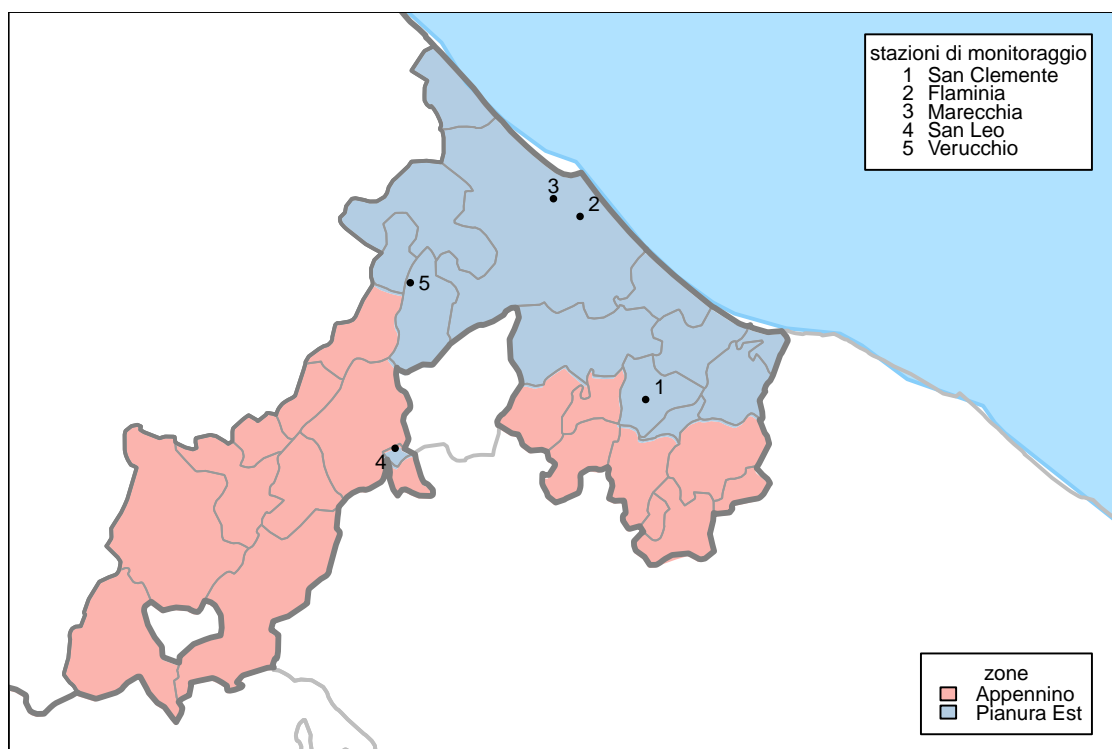 stazioni di monitoraggio
1 San Clemente
2 Flaminia
3 Marecchia
4 San Leo
5 Verucchio
3
2
5
1
4
zone
Appennino
Pianura Est